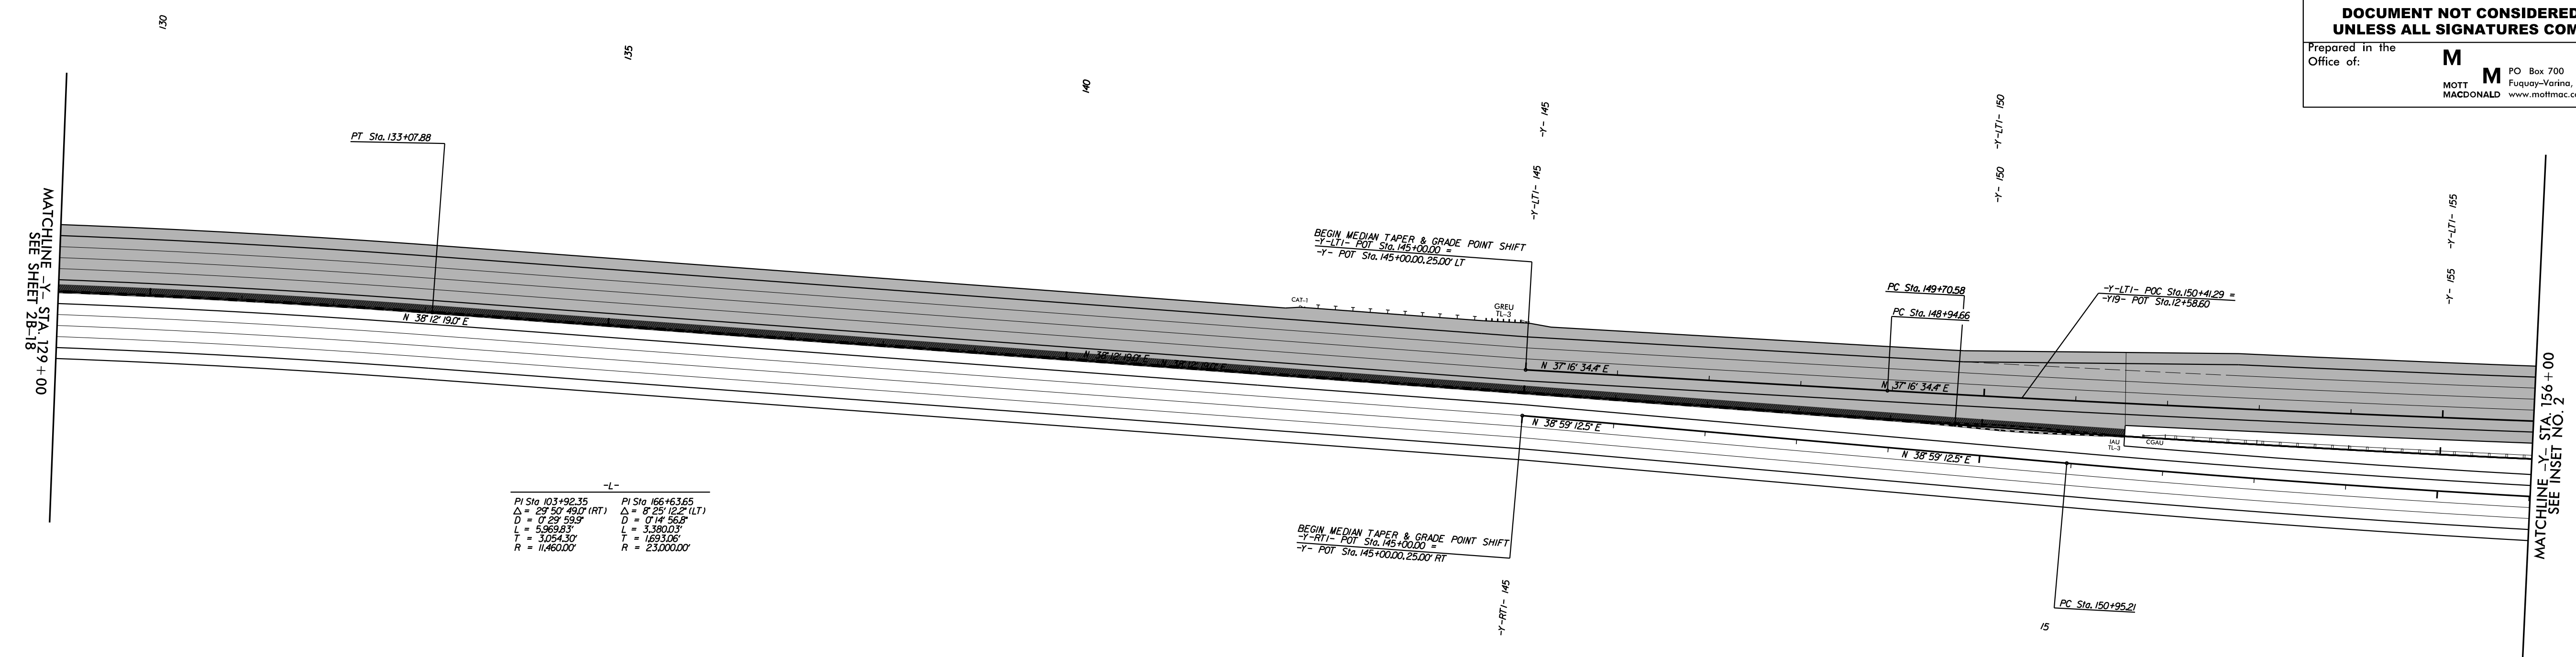 DOCUMENT NOT CONSIDERED
UNLESS ALL SIGNATURES COM
Prepared in the
Office of:
M
M
MOTT
MACDONALD
PO Box 700
Fuquay-Varina,
www.mottmac.c
130
135
140
-Y- 145
-Y-LT1- 145
-Y-LT1- 150
-Y- 150
-Y-LT1- 155
-Y- 155
PT Sta. 133+07.88
MATCHLINE -Y- STA. 129+00
SEE SHEET 2B-18
N 38° 12' 19.0" E
BEGIN MEDIAN TAPER & GRADE POINT SHIFT
-Y-LT1- POT Sta. 145+00.00 =
-Y- POT Sta. 145+00.00, 25.00' LT
CAT-1
GREU
TL-3
N 38° 12' 19.0" E
N 38° 12' 19.0" E
N 37° 16' 34.4" E
PC Sta. 149+70.58
PC Sta. 148+94.66
-Y-LT1- POC Sta. 150+41.29 =
-Y19- POT Sta. 12+58.60
N 37° 16' 34.4" E
N 38° 59' 12.5" E
N 38° 59' 12.5" E
IAU
TL-3
CGAU
MATCHLINE -Y- STA. 156+00
SEE INSET NO. 2
-L-
PI Sta 103+92.35
Δ = 29° 50' 49.0" (RT)
D = 0° 29' 59.9"
L = 5,969.83'
T = 3,054.30'
R = 11,460.00'
PI Sta 166+63.65
Δ = 8° 25' 12.2" (LT)
D = 0° 14' 56.8"
L = 3,380.03'
T = 1,693.06'
R = 23,000.00'
BEGIN MEDIAN TAPER & GRADE POINT SHIFT
-Y-RT1- POT Sta. 145+00.00 =
-Y- POT Sta. 145+00.00, 25.00' RT
-Y-RT1- 145
PC Sta. 150+95.21
15